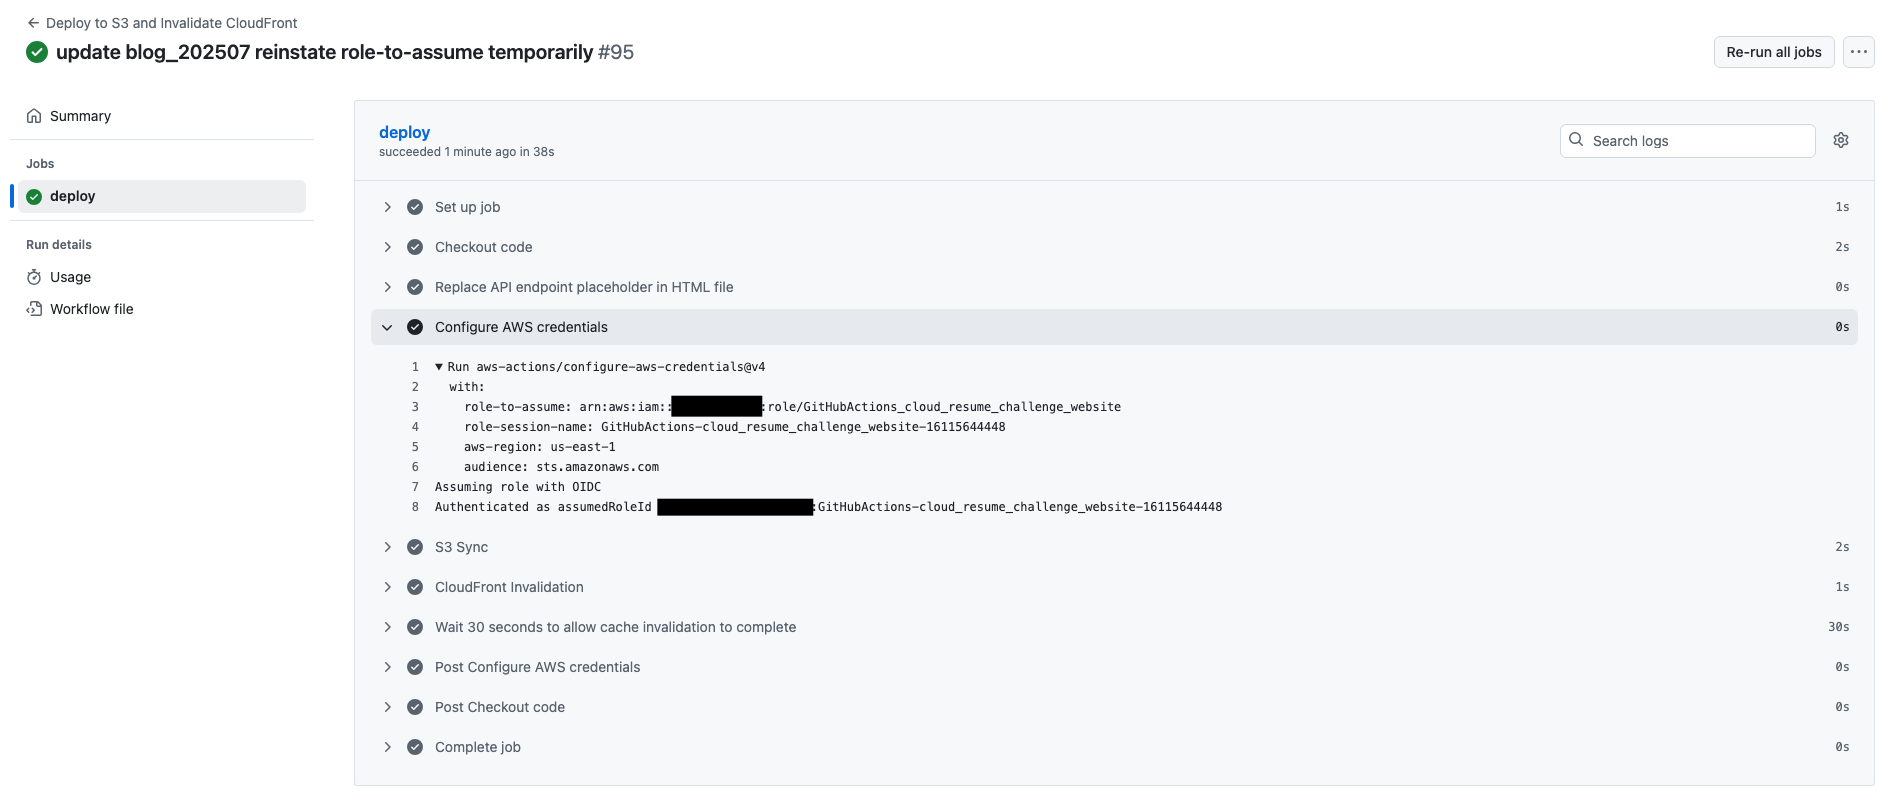 Deploy to S3 and Invalidate CloudFront
update blog_202507 reinstate role-to-assume temporarily #95
Re-run all jobs
Summary
Jobs
deploy
Run details
Usage
Workflow file
deploy
succeeded 1 minute ago in 38s
Search logs
Set up job 1s
Checkout code 2s
Replace API endpoint placeholder in HTML file 0s
Configure AWS credentials 0s
1 ▼ Run aws-actions/configure-aws-credentials@v4
2 with:
3 role-to-assume: arn:aws:iam:: :role/GitHubActions_cloud_resume_challenge_website
4 role-session-name: GitHubActions-cloud_resume_challenge_website-16115644448
5 aws-region: us-east-1
6 audience: sts.amazonaws.com
7 Assuming role with OIDC
8 Authenticated as assumedRoleId :GitHubActions-cloud_resume_challenge_website-16115644448
S3 Sync 2s
CloudFront Invalidation 1s
Wait 30 seconds to allow cache invalidation to complete 30s
Post Configure AWS credentials 0s
Post Checkout code 0s
Complete job 0s